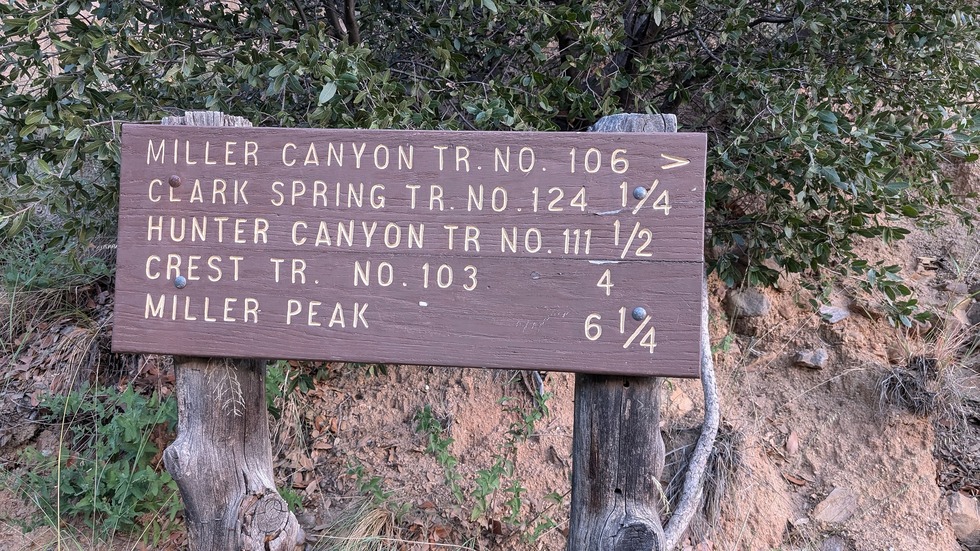 MILLER CANYON TR. NO. 106 >
CLARK SPRING TR. NO. 124 1/4
HUNTER CANYON TR NO. 111 1/2
CREST TR. NO. 103 4
MILLER PEAK 6 1/4